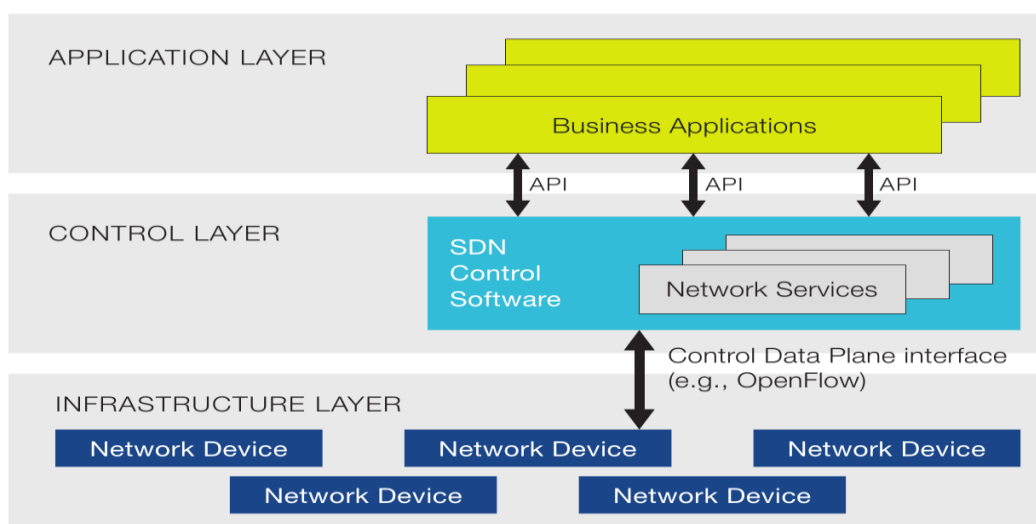 APPLICATION LAYER
Business Applications
API
API
API
CONTROL LAYER
SDN
Control
Software
Network Services
Control Data Plane interface
(e.g., OpenFlow)
INFRASTRUCTURE LAYER
Network Device
Network Device
Network Device
Network Device
Network Device